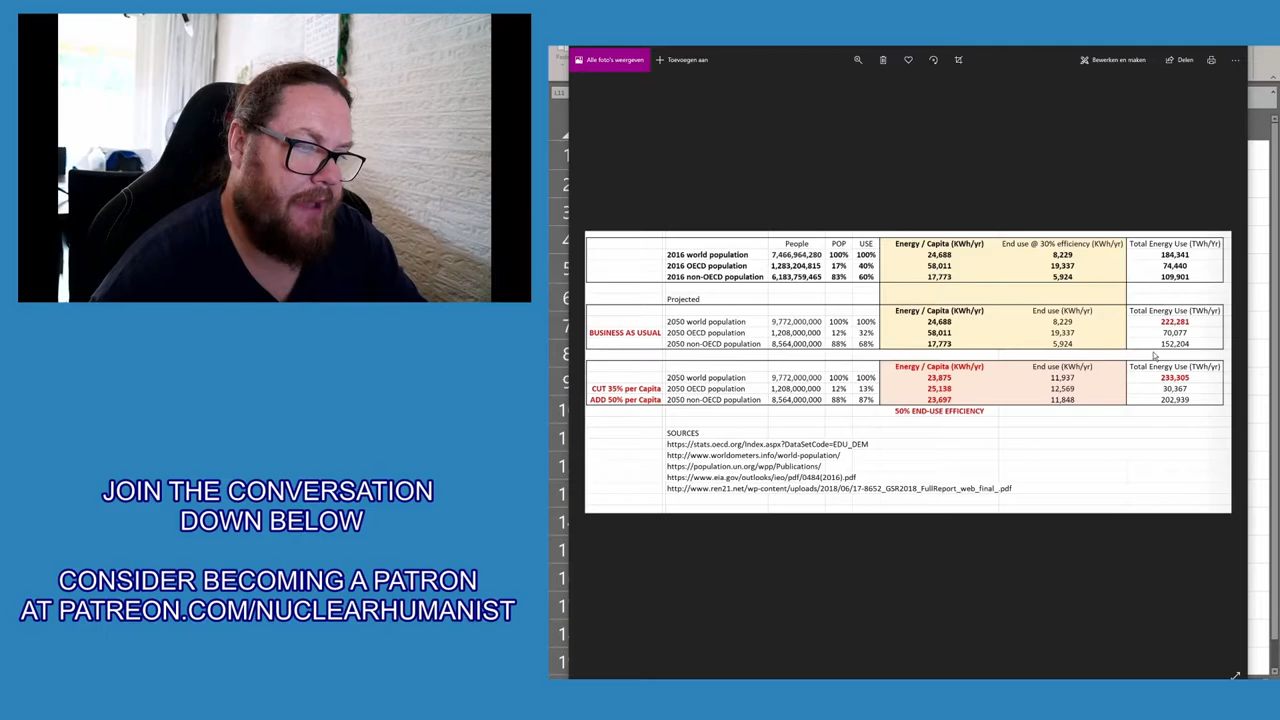 Alle foto's weergeven
Toevoegen aan
Bewerken en maken
Delen
L11
People POP USE Energy / Capita (KWh/yr) End use @ 30% efficiency (KWh/yr) Total Energy Use (TWh/Yr)
2016 world population 7,466,964,280 100% 100% 24,688 8,229 184,341
2016 OECD population 1,283,204,815 17% 40% 58,011 19,337 74,440
2016 non-OECD population 6,183,759,465 83% 60% 17,773 5,924 109,901
Projected
Energy / Capita (KWh/yr) End use (KWh/yr) Total Energy Use (TWh/yr)
2050 world population 9,772,000,000 100% 100% 24,688 8,229 222,281
BUSINESS AS USUAL 2050 OECD population 1,208,000,000 12% 32% 58,011 19,337 70,077
2050 non-OECD population 8,564,000,000 88% 68% 17,773 5,924 152,204
Energy / Capita (KWh/yr) End use (KWh/yr) Total Energy Use (TWh/yr)
2050 world population 9,772,000,000 100% 100% 23,875 11,937 233,305
CUT 35% per Capita 2050 OECD population 1,208,000,000 12% 13% 25,138 12,569 30,367
ADD 50% per Capita 2050 non-OECD population 8,564,000,000 88% 87% 23,697 11,848 202,939
50% END-USE EFFICIENCY
SOURCES
https://stats.oecd.org/Index.aspx?DataSetCode=EDU_DEM
http://www.worldometers.info/world-population/
https://population.un.org/wpp/Publications/
https://www.eia.gov/outlooks/ieo/pdf/0484(2016).pdf
http://www.ren21.net/wp-content/uploads/2018/06/17-8652_GSR2018_FullReport_web_final_.pdf
JOIN THE CONVERSATION
DOWN BELOW
CONSIDER BECOMING A PATRON
AT PATREON.COM/NUCLEARHUMANIST